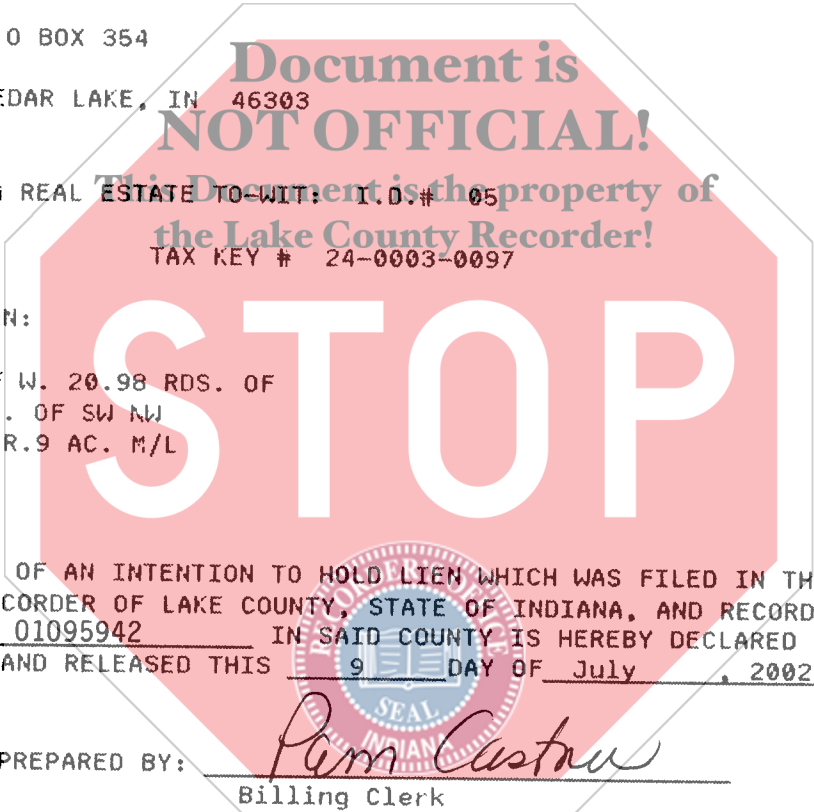 O BOX 354
Document is
EDAR LAKE, IN 46303
NOT OFFICIAL!
REAL ESTATE TO-WIT: I.D.# 05
This Document is the property of
the Lake County Recorder!
TAX KEY # 24-0003-0097
N:
W. 20.98 RDS. OF
. OF SW NW
R.9 AC. M/L
STOP
OF AN INTENTION TO HOLD LIEN WHICH WAS FILED IN TH
CORDER OF LAKE COUNTY, STATE OF INDIANA, AND RECORD
01095942 IN SAID COUNTY IS HEREBY DECLARED
AND RELEASED THIS 9 DAY OF July , 2002
SEAL
INDIANA
PREPARED BY: Pam Castner
Billing Clerk